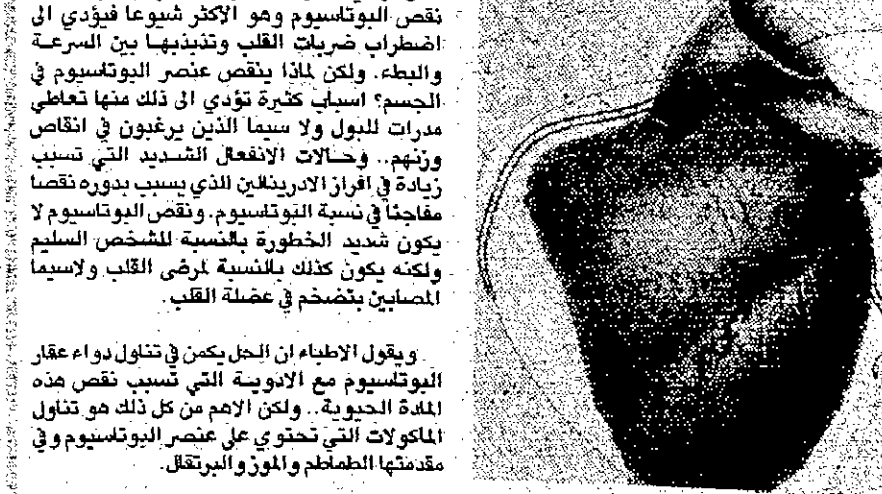 نقص البوتاسيوم وهو الأكثر شيوعا فيؤدي الى
اضطراب ضربات القلب وتذبذبها بين السرعة
والبطء. ولكن لماذا ينقص عنصر البوتاسيوم في
الجسم؟ اسباب كثيرة تؤدي الى ذلك منها تعاطي
مدرات للبول ولا سيما الذين يرغبون في انقاص
وزنهم.. وحالات الانفعال الشديد التي تسبب
زيادة في افراز الادرينالين الذي يسبب بدوره نقصا
مفاجئا في نسبة البوتاسيوم. ونقص البوتاسيوم لا
يكون شديد الخطورة بالنسبة للشخص السليم
ولكنه يكون كذلك بالنسبة لمرضى القلب ولاسيما
المصابين بتضخم في عضلة القلب.
ويقول الاطباء ان الحل يكمن في تناول دواء عقار
البوتاسيوم مع الادوية التي تسبب نقص هذه
المادة الحيوية.. ولكن الاهم من كل ذلك هو تناول
الماكولات التي تحتوي على عنصر البوتاسيوم وفي
مقدمتها الطماطم والموز والبرتقال.